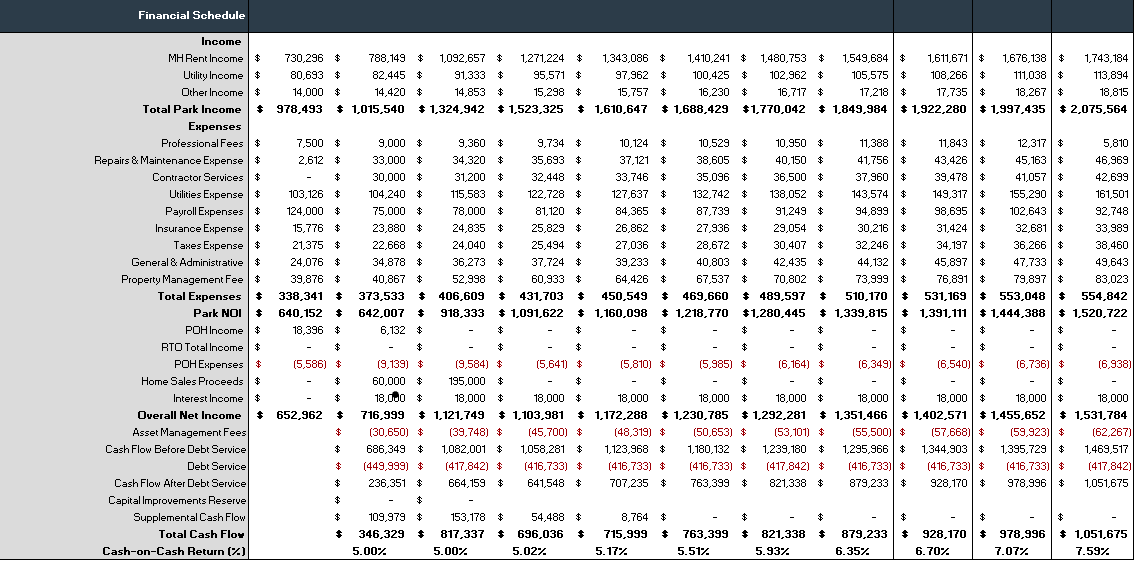 Financial Schedule
Income
MH Rent Income $ 730,296 $ 788,149 $ 1,092,657 $ 1,271,224 $ 1,343,086 $ 1,410,241 $ 1,480,753 $ 1,549,684 $ 1,611,671 $ 1,676,138 $ 1,743,184
Utility Income $ 80,693 $ 82,445 $ 91,333 $ 95,571 $ 97,962 $ 100,425 $ 102,962 $ 105,575 $ 108,266 $ 111,038 $ 113,894
Other Income $ 14,000 $ 14,420 $ 14,853 $ 15,298 $ 15,757 $ 16,230 $ 16,717 $ 17,218 $ 17,735 $ 18,267 $ 18,815
Total Park Income $ 978,493 $ 1,015,540 $ 1,324,942 $ 1,523,325 $ 1,610,647 $ 1,688,429 $ 1,770,042 $ 1,849,984 $ 1,922,280 $ 1,997,435 $ 2,075,564
Expenses
Professional Fees $ 7,500 $ 9,000 $ 9,360 $ 9,734 $ 10,124 $ 10,529 $ 10,950 $ 11,388 $ 11,843 $ 12,317 $ 5,810
Repairs & Maintenance Expense $ 2,612 $ 33,000 $ 34,320 $ 35,693 $ 37,121 $ 38,605 $ 40,150 $ 41,756 $ 43,426 $ 45,163 $ 46,969
Contractor Services $ - $ 30,000 $ 31,200 $ 32,448 $ 33,746 $ 35,096 $ 36,500 $ 37,960 $ 39,478 $ 41,057 $ 42,699
Utilities Expense $ 103,126 $ 104,240 $ 115,583 $ 122,728 $ 127,637 $ 132,742 $ 138,052 $ 143,574 $ 149,317 $ 155,290 $ 161,501
Payroll Expenses $ 124,000 $ 75,000 $ 78,000 $ 81,120 $ 84,365 $ 87,739 $ 91,249 $ 94,899 $ 98,695 $ 102,643 $ 92,748
Insurance Expense $ 15,776 $ 23,880 $ 24,835 $ 25,829 $ 26,862 $ 27,936 $ 29,054 $ 30,216 $ 31,424 $ 32,681 $ 33,989
Taxes Expense $ 21,375 $ 22,668 $ 24,040 $ 25,494 $ 27,036 $ 28,672 $ 30,407 $ 32,246 $ 34,197 $ 36,266 $ 38,460
General & Administrative $ 24,076 $ 34,878 $ 36,273 $ 37,724 $ 39,233 $ 40,803 $ 42,435 $ 44,132 $ 45,897 $ 47,733 $ 49,643
Property Management Fee $ 39,876 $ 40,867 $ 52,998 $ 60,933 $ 64,426 $ 67,537 $ 70,802 $ 73,999 $ 76,891 $ 79,897 $ 83,023
Total Expenses $ 338,341 $ 373,533 $ 406,609 $ 431,703 $ 450,549 $ 469,660 $ 489,597 $ 510,170 $ 531,169 $ 553,048 $ 554,842
Park NOI $ 640,152 $ 642,007 $ 918,333 $ 1,091,622 $ 1,160,098 $ 1,218,770 $ 1,280,445 $ 1,339,815 $ 1,391,111 $ 1,444,388 $ 1,520,722
POH Income $ 18,396 $ 6,132 $ - $ - $ - $ - $ - $ - $ - $ - $ -
RTO Total Income $ - $ - $ - $ - $ - $ - $ - $ - $ - $ - $ -
POH Expenses $ (5,586) $ (9,139) $ (9,584) $ (5,641) $ (5,810) $ (5,985) $ (6,164) $ (6,349) $ (6,540) $ (6,736) $ (6,938)
Home Sales Proceeds $ - $ 60,000 $ 195,000 $ - $ - $ - $ - $ - $ - $ - $ -
Interest Income $ - $ 18,000 $ 18,000 $ 18,000 $ 18,000 $ 18,000 $ 18,000 $ 18,000 $ 18,000 $ 18,000 $ 18,000
Overall Net Income $ 652,962 $ 716,999 $ 1,121,749 $ 1,103,981 $ 1,172,288 $ 1,230,785 $ 1,292,281 $ 1,351,466 $ 1,402,571 $ 1,455,652 $ 1,531,784
Asset Management Fees $ (30,650) $ (39,748) $ (45,700) $ (48,319) $ (50,653) $ (53,101) $ (55,500) $ (57,668) $ (59,923) $ (62,267)
Cash Flow Before Debt Service $ 686,349 $ 1,082,001 $ 1,058,281 $ 1,123,968 $ 1,180,132 $ 1,239,180 $ 1,295,966 $ 1,344,903 $ 1,395,729 $ 1,469,517
Debt Service $ (449,999) $ (417,842) $ (416,733) $ (416,733) $ (416,733) $ (417,842) $ (416,733) $ (416,733) $ (416,733) $ (417,842)
Cash Flow After Debt Service $ 236,351 $ 664,159 $ 641,548 $ 707,235 $ 763,399 $ 821,338 $ 879,233 $ 928,170 $ 978,996 $ 1,051,675
Capital Improvements Reserve $ - $ -
Supplemental Cash Flow $ 109,979 $ 153,178 $ 54,488 $ 8,764 $ - $ - $ - $ - $ - $ -
Total Cash Flow $ 346,329 $ 817,337 $ 696,036 $ 715,999 $ 763,399 $ 821,338 $ 879,233 $ 928,170 $ 978,996 $ 1,051,675
Cash-on-Cash Return (%) 5.00% 5.00% 5.02% 5.17% 5.51% 5.93% 6.35% 6.70% 7.07% 7.59%